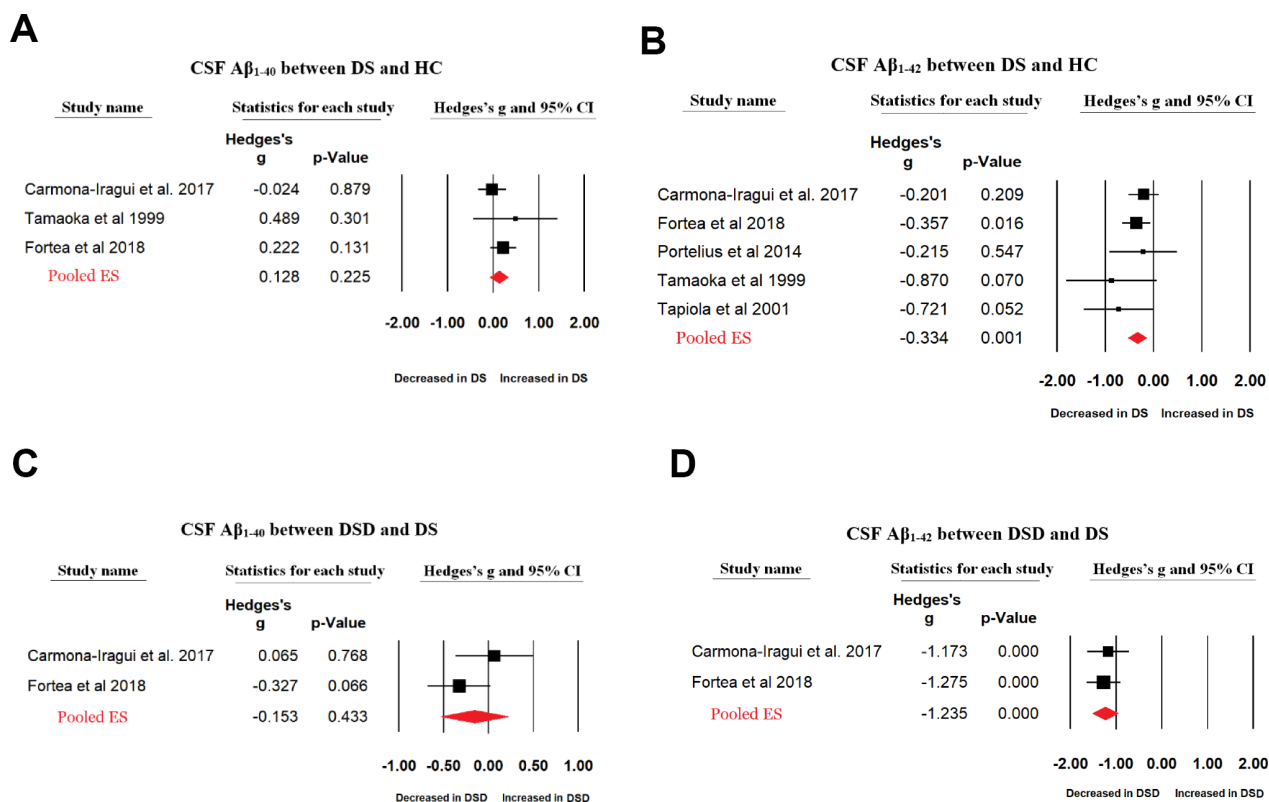 A
CSF Aβ1-40 between DS and HC
Study name Statistics for each study Hedges's g and 95% CI
Hedges's
g p-Value
Carmona-Iragui et al. 2017 -0.024 0.879
Tamaoka et al 1999 0.489 0.301
Fortea et al 2018 0.222 0.131
Pooled ES 0.128 0.225
-2.00 -1.00 0.00 1.00 2.00
Decreased in DS Increased in DS
B
CSF Aβ1-42 between DS and HC
Study name Statistics for each study Hedges's g and 95% CI
Hedges's
g p-Value
Carmona-Iragui et al. 2017 -0.201 0.209
Fortea et al 2018 -0.357 0.016
Portelius et al 2014 -0.215 0.547
Tamaoka et al 1999 -0.870 0.070
Tapiola et al 2001 -0.721 0.052
Pooled ES -0.334 0.001
-2.00 -1.00 0.00 1.00 2.00
Decreased in DS Increased in DS
C
CSF Aβ1-40 between DSD and DS
Study name Statistics for each study Hedges's g and 95% CI
Hedges's
g p-Value
Carmona-Iragui et al. 2017 0.065 0.768
Fortea et al 2018 -0.327 0.066
Pooled ES -0.153 0.433
-1.00 -0.50 0.00 0.50 1.00
Decreased in DSD Increased in DSD
D
CSF Aβ1-42 between DSD and DS
Study name Statistics for each study Hedges's g and 95% CI
Hedges's
g p-Value
Carmona-Iragui et al. 2017 -1.173 0.000
Fortea et al 2018 -1.275 0.000
Pooled ES -1.235 0.000
-2.00 -1.00 0.00 1.00 2.00
Decreased in DSD Increased in DSD